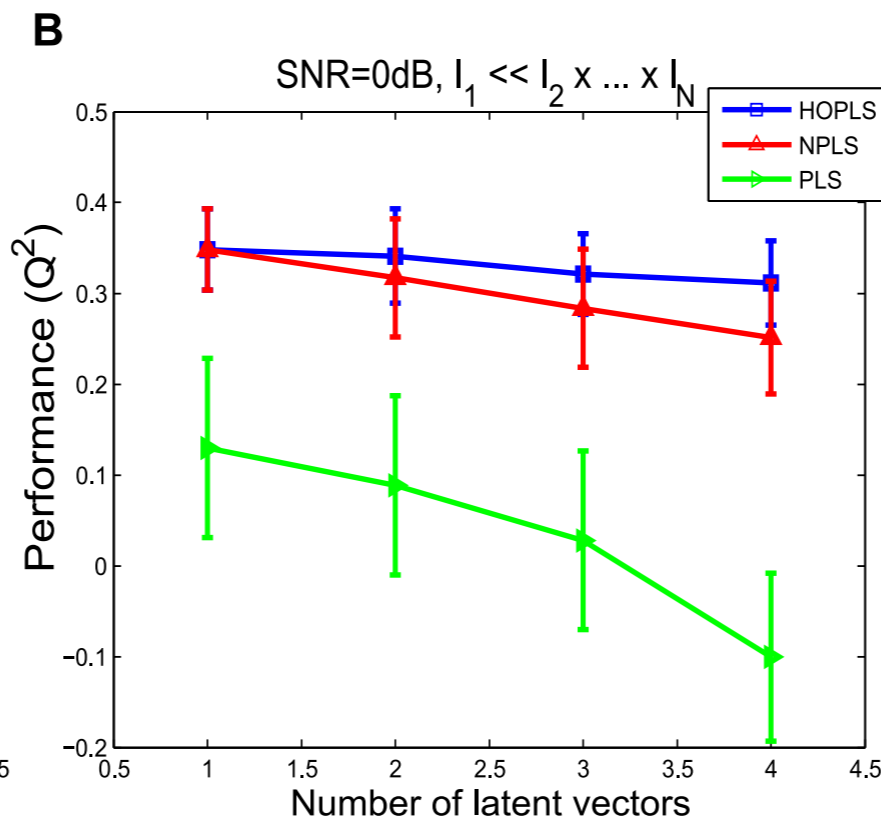 B
SNR=0dB, I₁ << I₂ x ... x I_N
HOPLS
NPLS
PLS
Performance (Q²)
0.5
0.4
0.3
0.2
0.1
0
−0.1
−0.2
5
0.5 1 1.5 2 2.5 3 3.5 4 4.5
Number of latent vectors